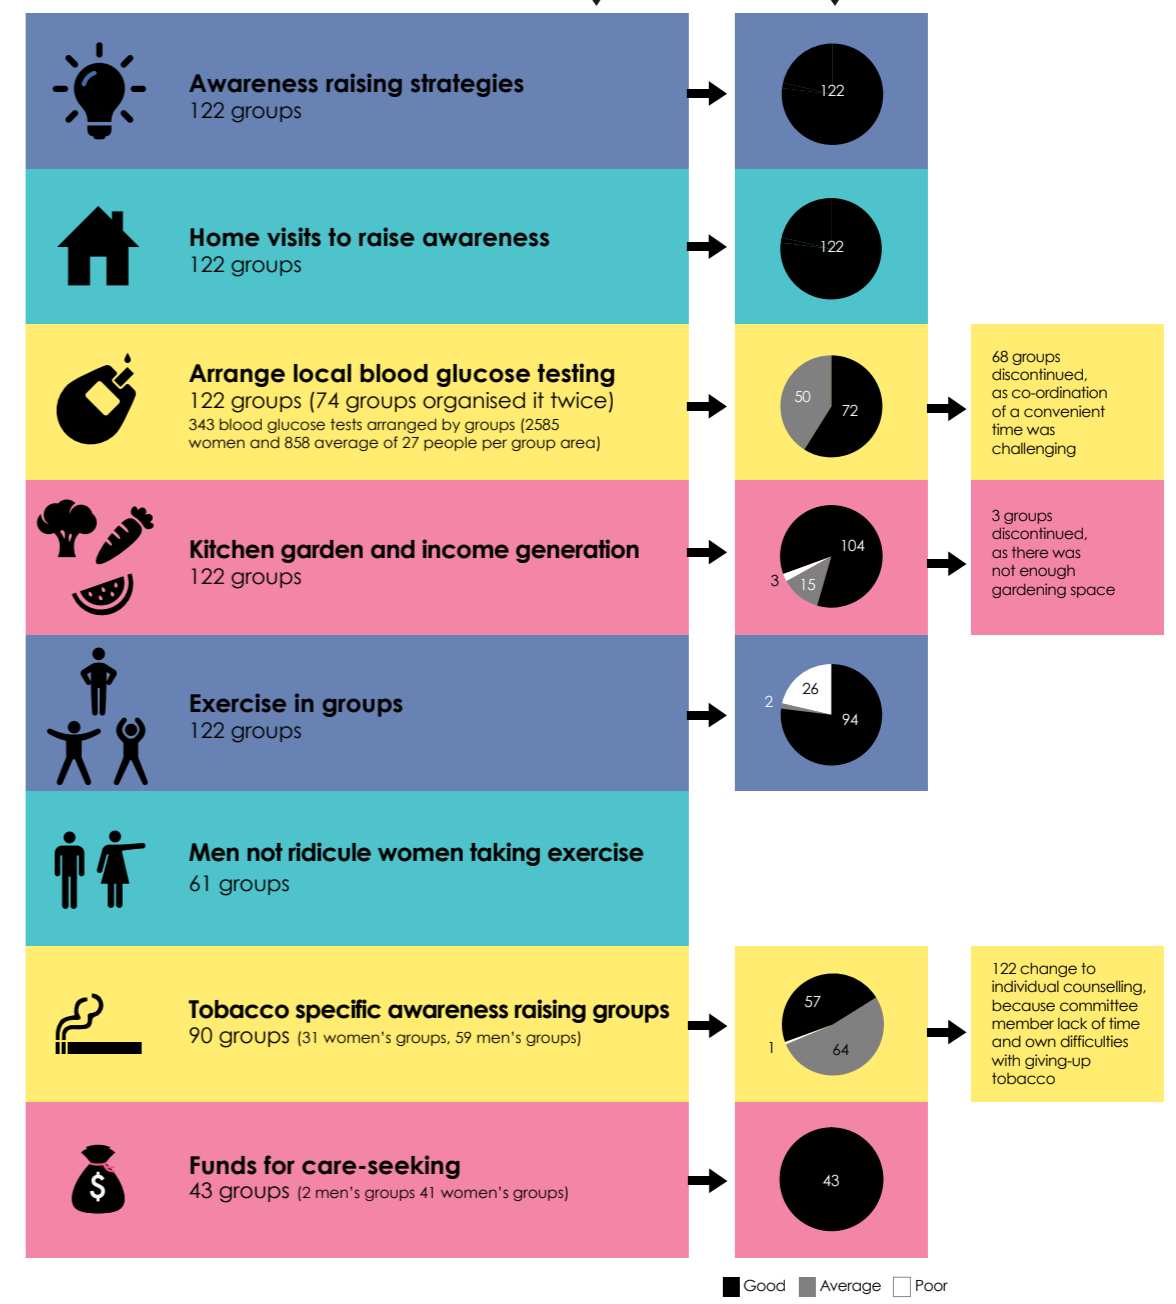 Awareness raising strategies
122 groups
122
Home visits to raise awareness
122 groups
122
Arrange local blood glucose testing
122 groups (74 groups organised it twice)
343 blood glucose tests arranged by groups (2585
women and 858 average of 27 people per group area)
50
72
68 groups
discontinued,
as co-ordination
of a convenient
time was
challenging
Kitchen garden and income generation
122 groups
104
3
15
3 groups
discontinued,
as there was
not enough
gardening space
Exercise in groups
122 groups
26
2
94
Men not ridicule women taking exercise
61 groups
Tobacco specific awareness raising groups
90 groups (31 women's groups, 59 men's groups)
57
1
64
122 change to
individual counselling,
because committee
member lack of time
and own difficulties
with giving-up
tobacco
Funds for care-seeking
43 groups (2 men's groups 41 women's groups)
$
43
Good Average Poor